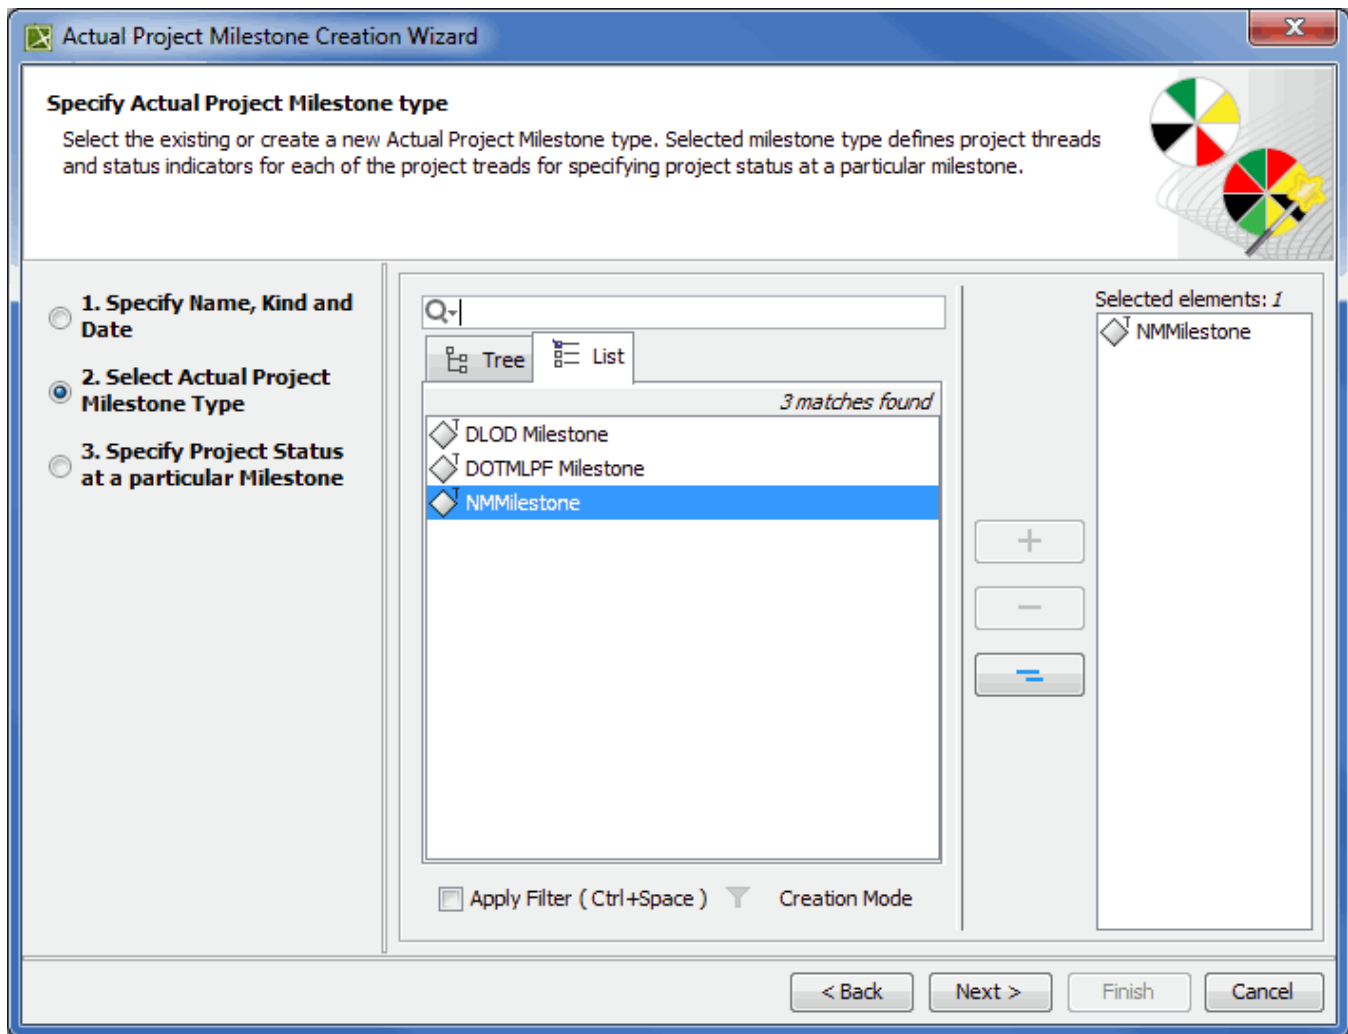 Actual Project Milestone Creation Wizard
Specify Actual Project Milestone type
Select the existing or create a new Actual Project Milestone type. Selected milestone type defines project threads
and status indicators for each of the project treads for specifying project status at a particular milestone.
1. Specify Name, Kind and
Date
2. Select Actual Project
Milestone Type
3. Specify Project Status
at a particular Milestone
Tree
List
3 matches found
DLOD Milestone
DOTMLPF Milestone
NMMilestone
Apply Filter ( Ctrl+Space )
Creation Mode
Selected elements: 1
NMMilestone
< Back
Next >
Finish
Cancel